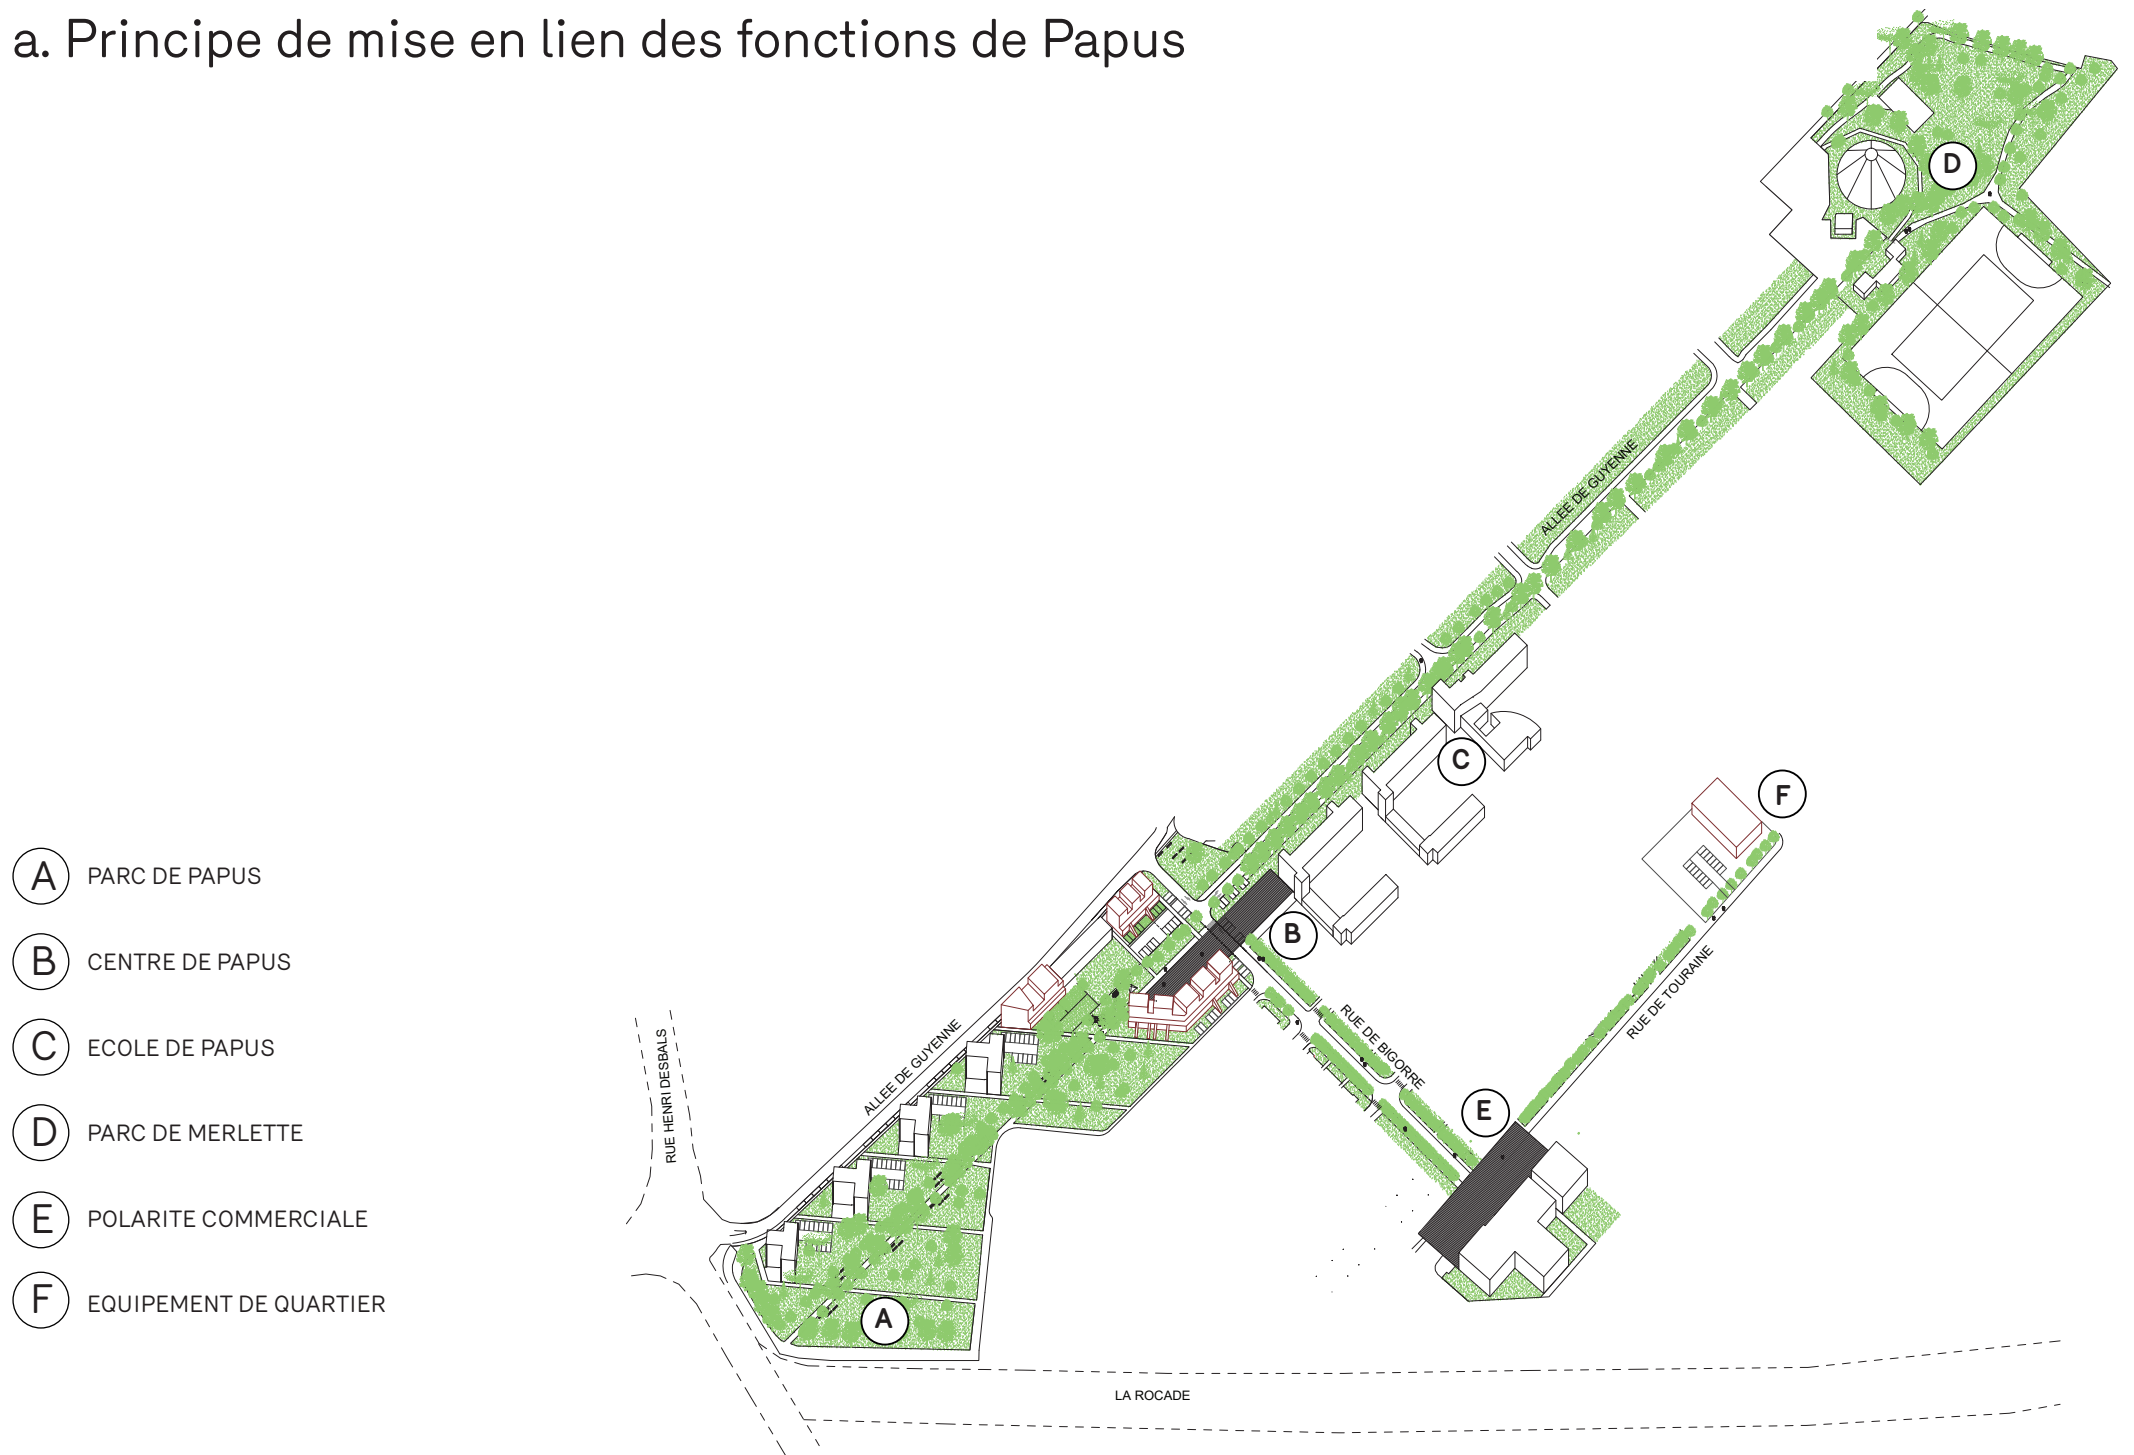 a. Principe de mise en lien des fonctions de Papus
D
ALLEE DE GUYENNE
C
F
B
RUE DE TOURAINE
RUE DE BIGORRE
ALLEE DE GUYENNE
RUE HENRI DESBALS
E
A
LA ROCADE
A PARC DE PAPUS
B CENTRE DE PAPUS
C ECOLE DE PAPUS
D PARC DE MERLETTE
E POLARITE COMMERCIALE
F EQUIPEMENT DE QUARTIER